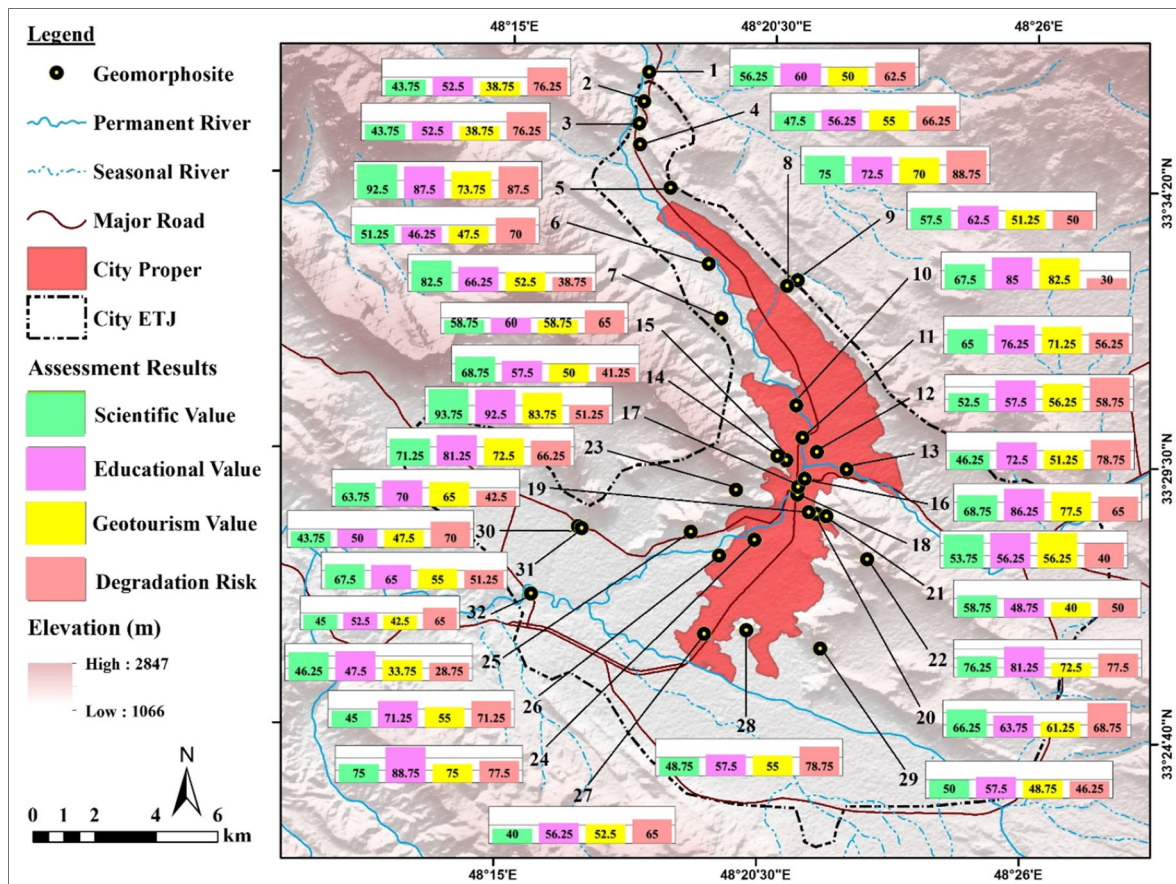 48°15'E 48°20'30"E 48°26'E
Legend
Geomorphosite
Permanent River
Seasonal River
Major Road
City Proper
City ETJ
Assessment Results
Scientific Value
Educational Value
Geotourism Value
Degradation Risk
Elevation (m)
High : 2847
Low : 1066
N
0 1 2 4 6
km
43.75 52.5 38.75 76.25
43.75 52.5 38.75 76.25
92.5 87.5 73.75 87.5
51.25 46.25 47.5 70
82.5 66.25 52.5 38.75
58.75 60 58.75 65
68.75 57.5 50 41.25
93.75 92.5 83.75 51.25
71.25 81.25 72.5 66.25
63.75 70 65 42.5
43.75 50 47.5 70
67.5 65 55 51.25
45 52.5 42.5 65
46.25 47.5 33.75 28.75
45 71.25 55 71.25
75 88.75 75 77.5
40 56.25 52.5 65
48.75 57.5 55 78.75
56.25 60 50 62.5
47.5 56.25 55 66.25
75 72.5 70 88.75
57.5 62.5 51.25 50
67.5 85 82.5 30
65 76.25 71.25 56.25
52.5 57.5 56.25 58.75
46.25 72.5 51.25 78.75
68.75 86.25 77.5 65
53.75 56.25 56.25 40
58.75 48.75 40 50
76.25 81.25 72.5 77.5
66.25 63.75 61.25 68.75
50 57.5 48.75 46.25
1
2
3
4
5
6
7
8
9
10
11
12
13
14
15
16
17
18
19
20
21
22
23
24
25
26
27
28
29
30
31
32
33°34'20"N
33°29'30"N
33°24'40"N
48°15'E 48°20'30"E 48°26'E